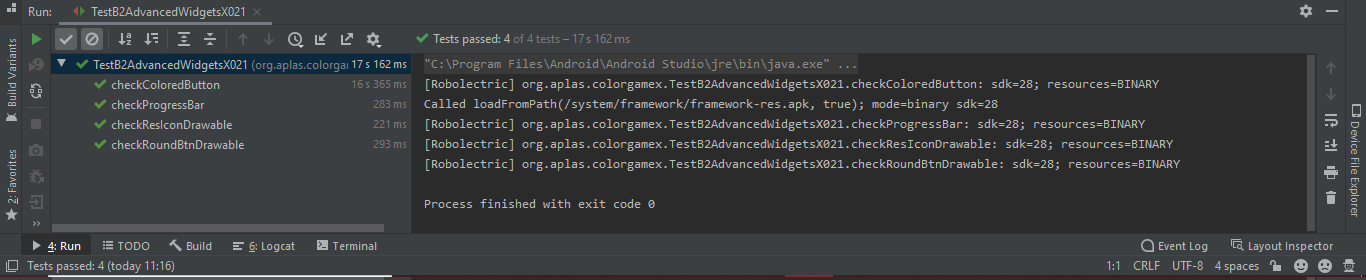 Run: TestB2AdvancedWidgetsX021
Tests passed: 4 of 4 tests – 17 s 162 ms
TestB2AdvancedWidgetsX021 (org.aplas.colorgamex 17 s 162 ms
checkColoredButton 16 s 365 ms
checkProgressBar 283 ms
checkResIconDrawable 221 ms
checkRoundBtnDrawable 293 ms
"C:\Program Files\Android\Android Studio\jre\bin\java.exe" ...
[Robolectric] org.aplas.colorgamex.TestB2AdvancedWidgetsX021.checkColoredButton: sdk=28; resources=BINARY
Called loadFromPath(/system/framework/framework-res.apk, true); mode=binary sdk=28
[Robolectric] org.aplas.colorgamex.TestB2AdvancedWidgetsX021.checkProgressBar: sdk=28; resources=BINARY
[Robolectric] org.aplas.colorgamex.TestB2AdvancedWidgetsX021.checkResIconDrawable: sdk=28; resources=BINARY
[Robolectric] org.aplas.colorgamex.TestB2AdvancedWidgetsX021.checkRoundBtnDrawable: sdk=28; resources=BINARY
Process finished with exit code 0
Build Variants
2: Favorites
Device File Explorer
4: Run TODO Build 6: Logcat Terminal Event Log Layout Inspector
Tests passed: 4 (today 11:16) 1:1 CRLF UTF-8 4 spaces